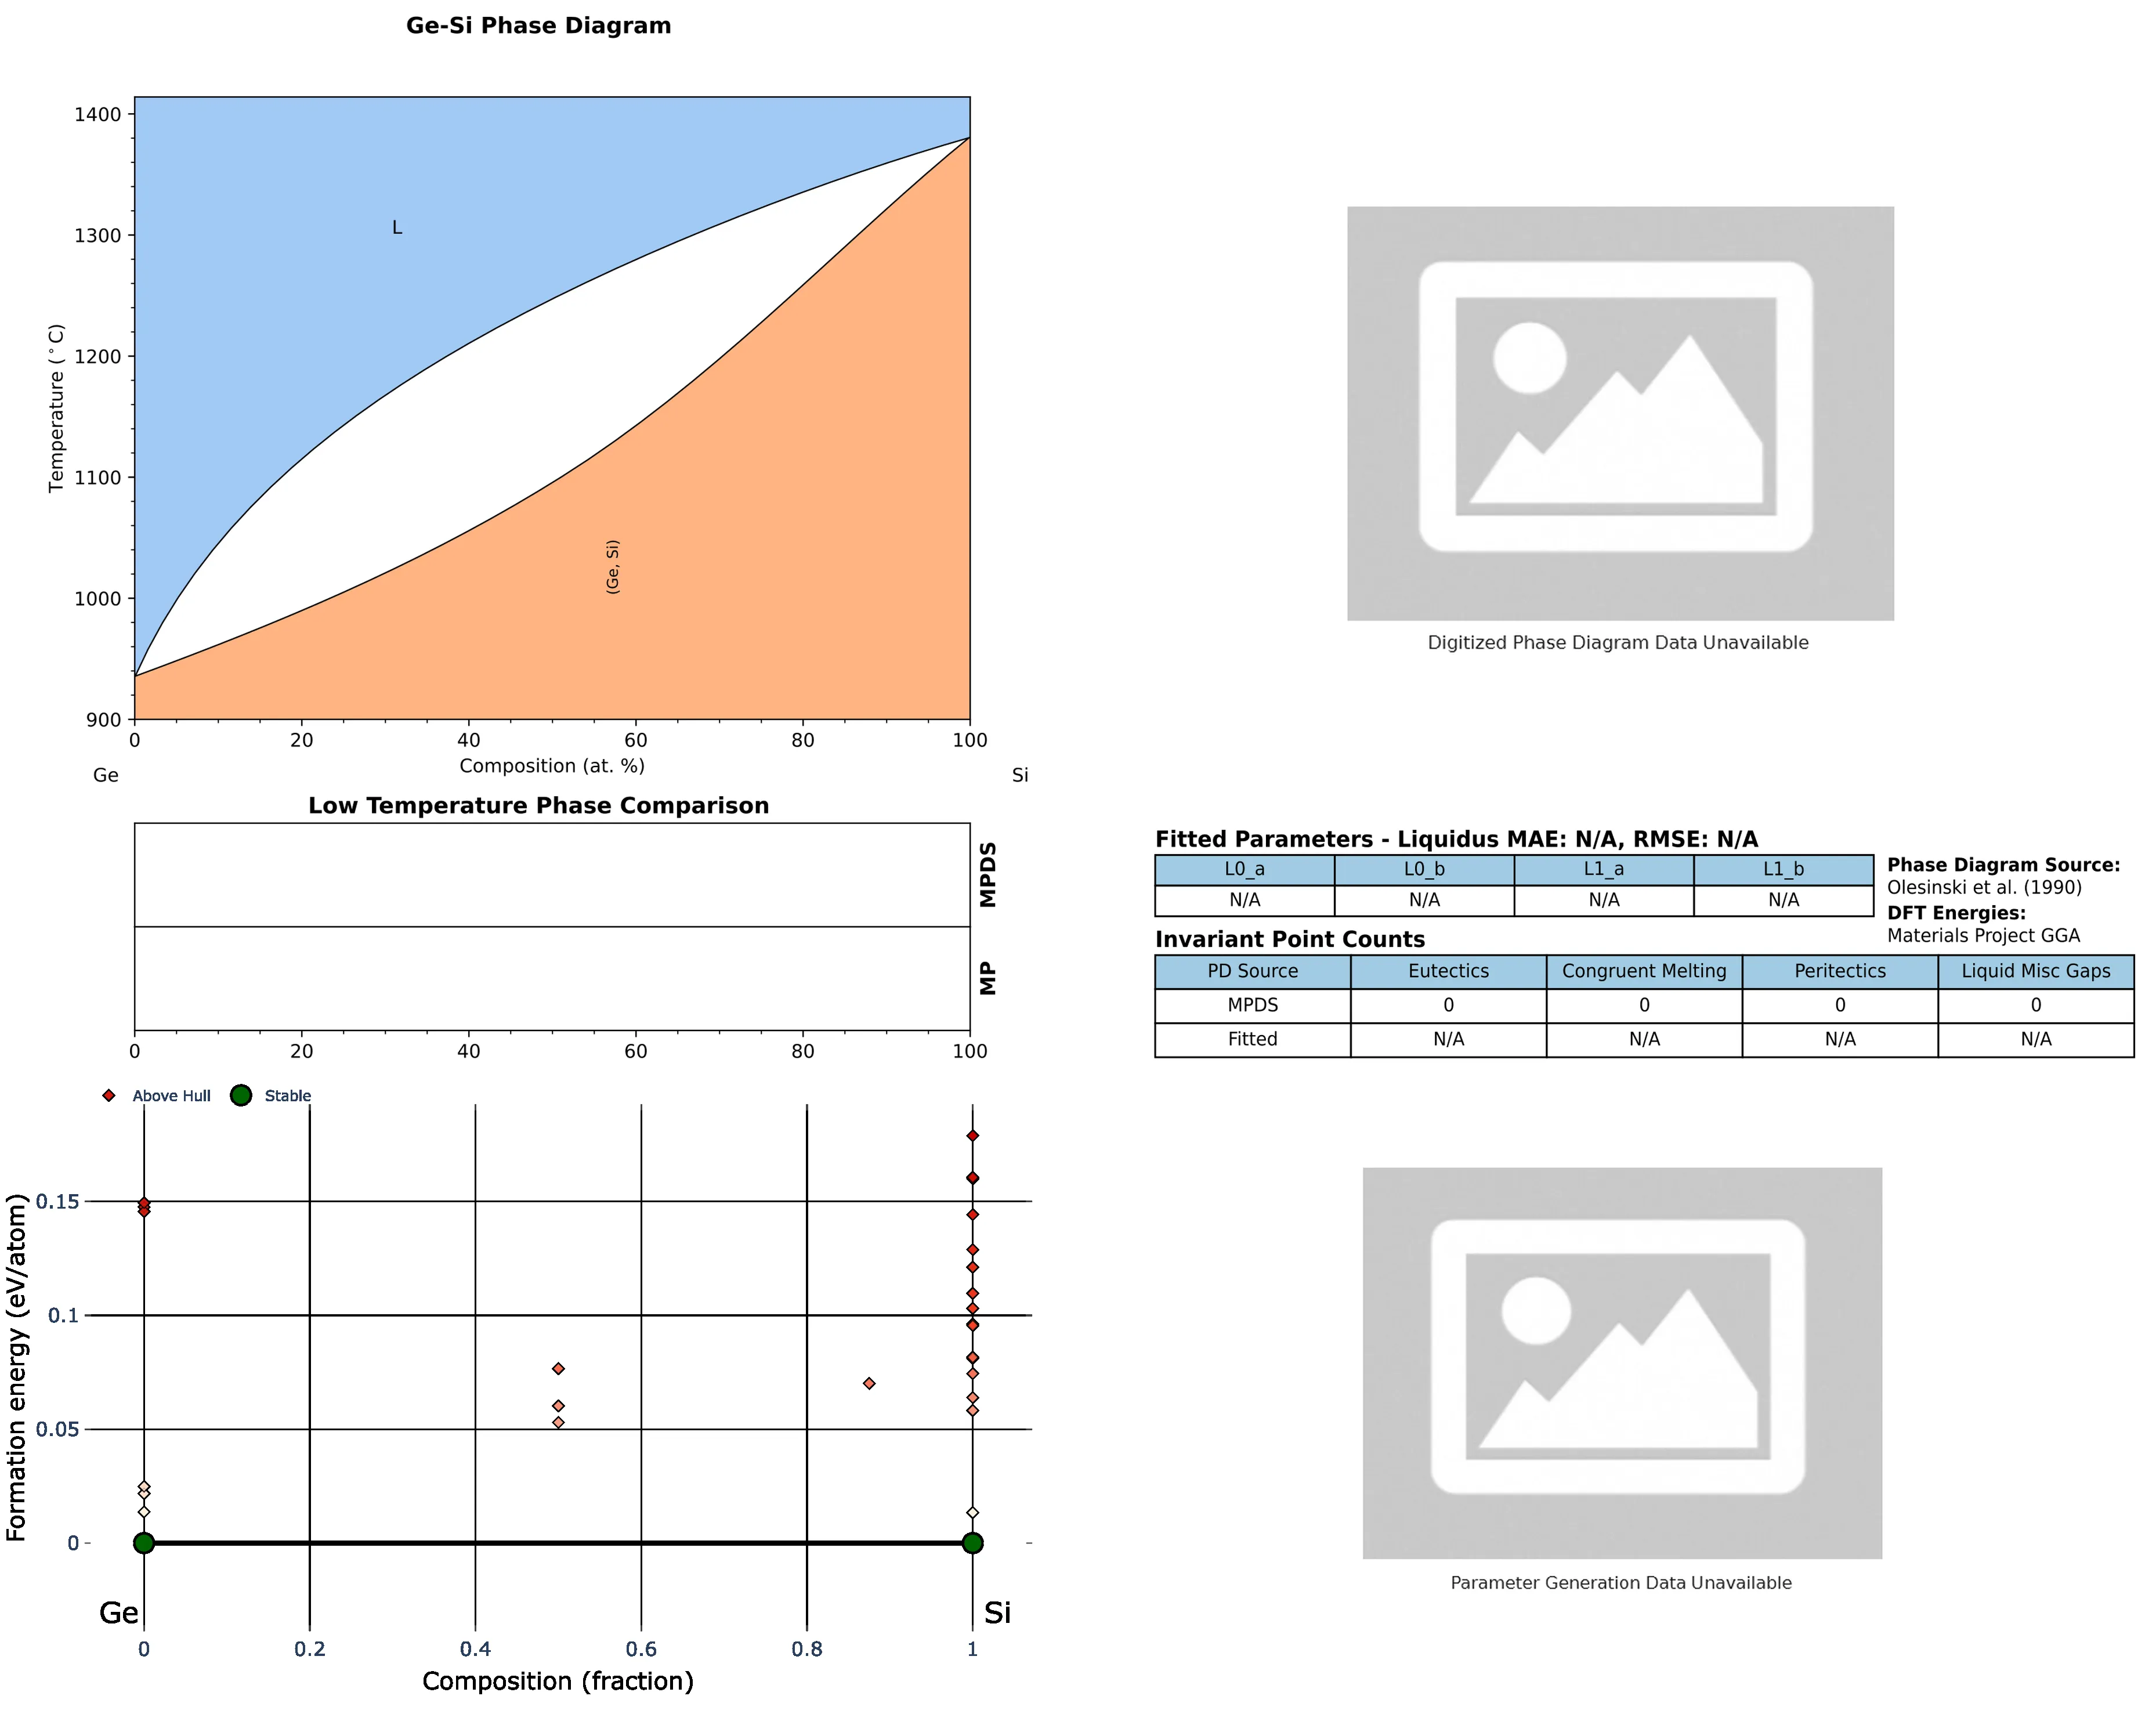 Ge-Si Phase Diagram
1400
1300
1200
1100
1000
900
Temperature (°C)
L
(Ge, Si)
0 20 40 60 80 100
Composition (at. %)
Ge Si
Digitized Phase Diagram Data Unavailable
Low Temperature Phase Comparison
MPDS
MP
0 20 40 60 80 100
Fitted Parameters - Liquidus MAE: N/A, RMSE: N/A
L0_a L0_b L1_a L1_b
N/A N/A N/A N/A
Phase Diagram Source:
Olesinski et al. (1990)
DFT Energies:
Materials Project GGA
Invariant Point Counts
PD Source Eutectics Congruent Melting Peritectics Liquid Misc Gaps
MPDS 0 0 0 0
Fitted N/A N/A N/A N/A
Above Hull Stable
0.15
0.1
0.05
0
Formation energy (eV/atom)
Ge Si
0 0.2 0.4 0.6 0.8 1
Composition (fraction)
Parameter Generation Data Unavailable